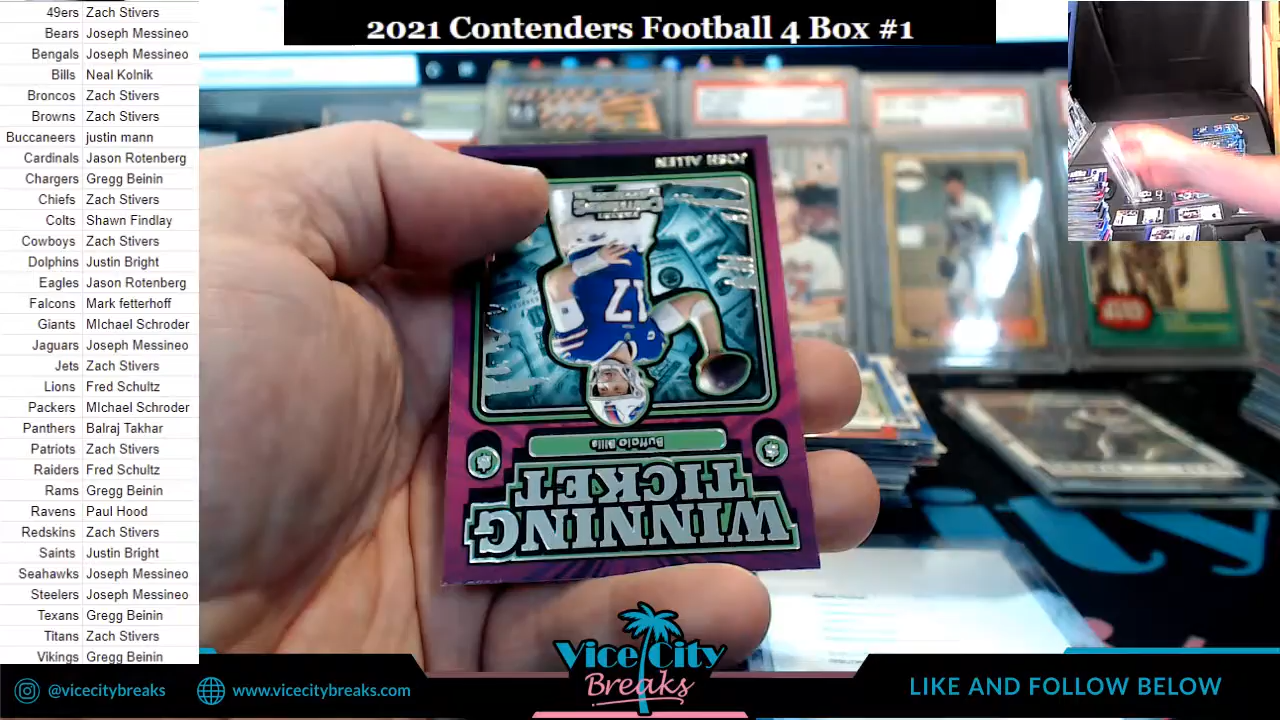 2021 Contenders Football 4 Box #1
49ers Zach Stivers
Bears Joseph Messineo
Bengals Joseph Messineo
Bills Neal Kolnik
Broncos Zach Stivers
Browns Zach Stivers
Buccaneers justin mann
Cardinals Jason Rotenberg
Chargers Gregg Beinin
Chiefs Zach Stivers
Colts Shawn Findlay
Cowboys Zach Stivers
Dolphins Justin Bright
Eagles Jason Rotenberg
Falcons Mark fetterhoff
Giants MIchael Schroder
Jaguars Joseph Messineo
Jets Zach Stivers
Lions Fred Schultz
Packers MIchael Schroder
Panthers Balraj Takhar
Patriots Zach Stivers
Raiders Fred Schultz
Rams Gregg Beinin
Ravens Paul Hood
Redskins Zach Stivers
Saints Justin Bright
Seahawks Joseph Messineo
Steelers Joseph Messineo
Texans Gregg Beinin
Titans Zach Stivers
Vikings Gregg Beinin
WINNING
TICKET
Buffalo Bills
17
JOSH ALLEN
@vicecitybreaks
www.vicecitybreaks.com
Vice City
Breaks
LIKE AND FOLLOW BELOW